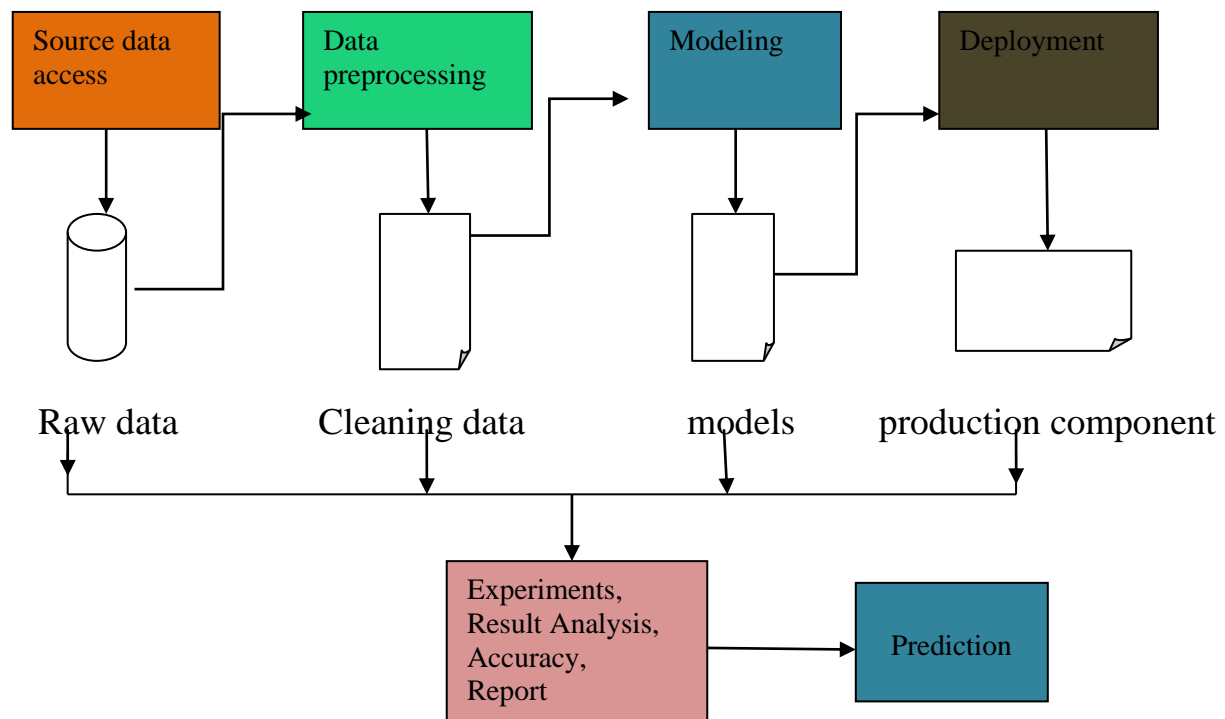 Source data
access
Data
preprocessing
Modeling
Deployment
Raw data
Cleaning data
models
production component
Experiments,
Result Analysis,
Accuracy,
Report
Prediction